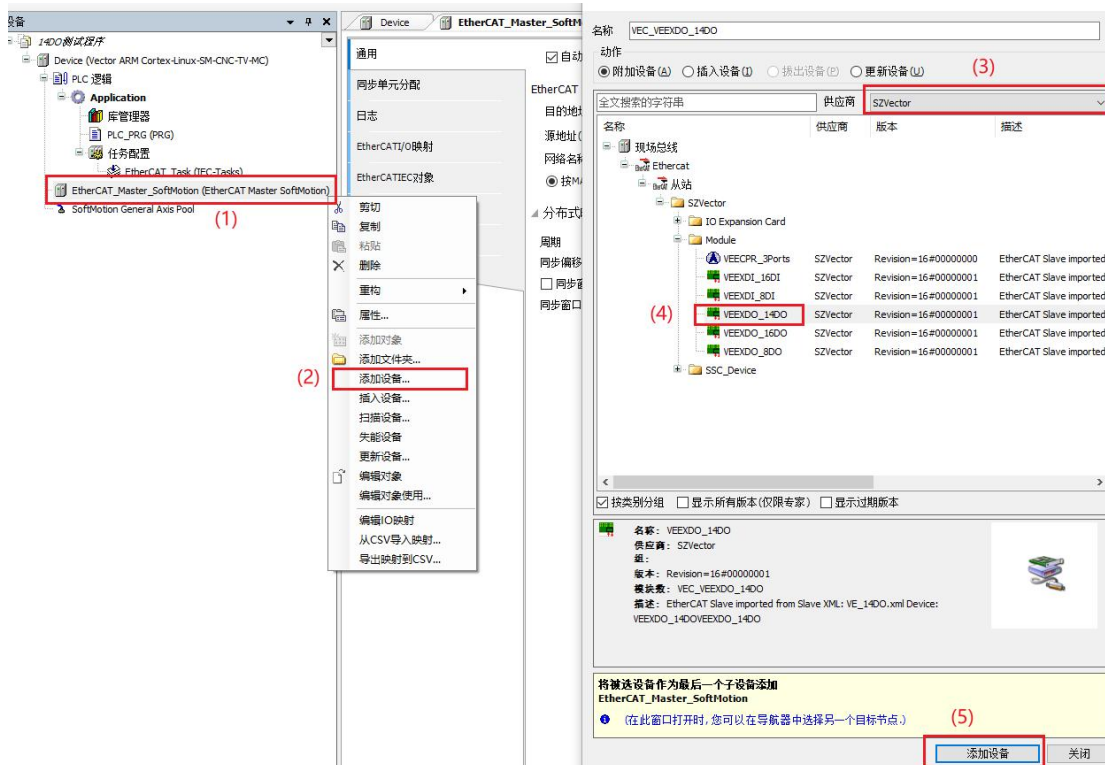 设备
14DO测试程序
Device (Vector ARM Cortex-Linux-SM-CNC-TV-MC)
PLC 逻辑
Application
库管理器
PLC_PRG (PRG)
任务配置
EtherCAT_Task (IEC-Tasks)
EtherCAT_Master_SoftMotion (EtherCAT Master SoftMotion)
SoftMotion General Axis Pool
(1)
(2)
剪切
复制
粘贴
删除
重构
属性...
添加对象
添加文件夹...
添加设备...
插入设备...
扫描设备...
失能设备
更新设备...
编辑对象
编辑对象使用...
编辑IO映射
从CSV导入映射...
导出映射到CSV...
Device
EtherCAT_Master_SoftM
通用
同步单元分配
日志
EtherCATI/O映射
EtherCATIEC对象
自动
EtherCAT
目的地
源地址(
网络名称
按MA
分布式
周期
同步偏移
同步窗口
名称 VEC_VEEXDO_14DO
动作
附加设备(A) 插入设备(I) 拔出设备(P) 更新设备(U)
(3)
全文搜索的字符串 供应商 SZVector
名称 供应商 版本 描述
现场总线
Ethercat
从站
SZVector
IO Expansion Card
Module
VEECPR_3Ports SZVector Revision=16#00000000 EtherCAT Slave imported
VEEXDI_16DI SZVector Revision=16#00000001 EtherCAT Slave imported
VEEXDI_8DI SZVector Revision=16#00000001 EtherCAT Slave imported
(4)
VEEXDO_14DO SZVector Revision=16#00000001 EtherCAT Slave imported
VEEXDO_16DO SZVector Revision=16#00000001 EtherCAT Slave imported
VEEXDO_8DO SZVector Revision=16#00000001 EtherCAT Slave imported
SSC_Device
按类别分组 显示所有版本(仅限专家) 显示过期版本
名称: VEEXDO_14DO
供应商: SZVector
组:
版本: Revision=16#00000001
模块数: VEC_VEEXDO_14DO
描述: EtherCAT Slave imported from Slave XML: VE_14DO.xml Device:
VEEXDO_14DOVEEXDO_14DO
将被选设备作为最后一个子设备添加
EtherCAT_Master_SoftMotion
(在此窗口打开时,您可以在导航器中选择另一个目标节点.)
(5)
添加设备 关闭